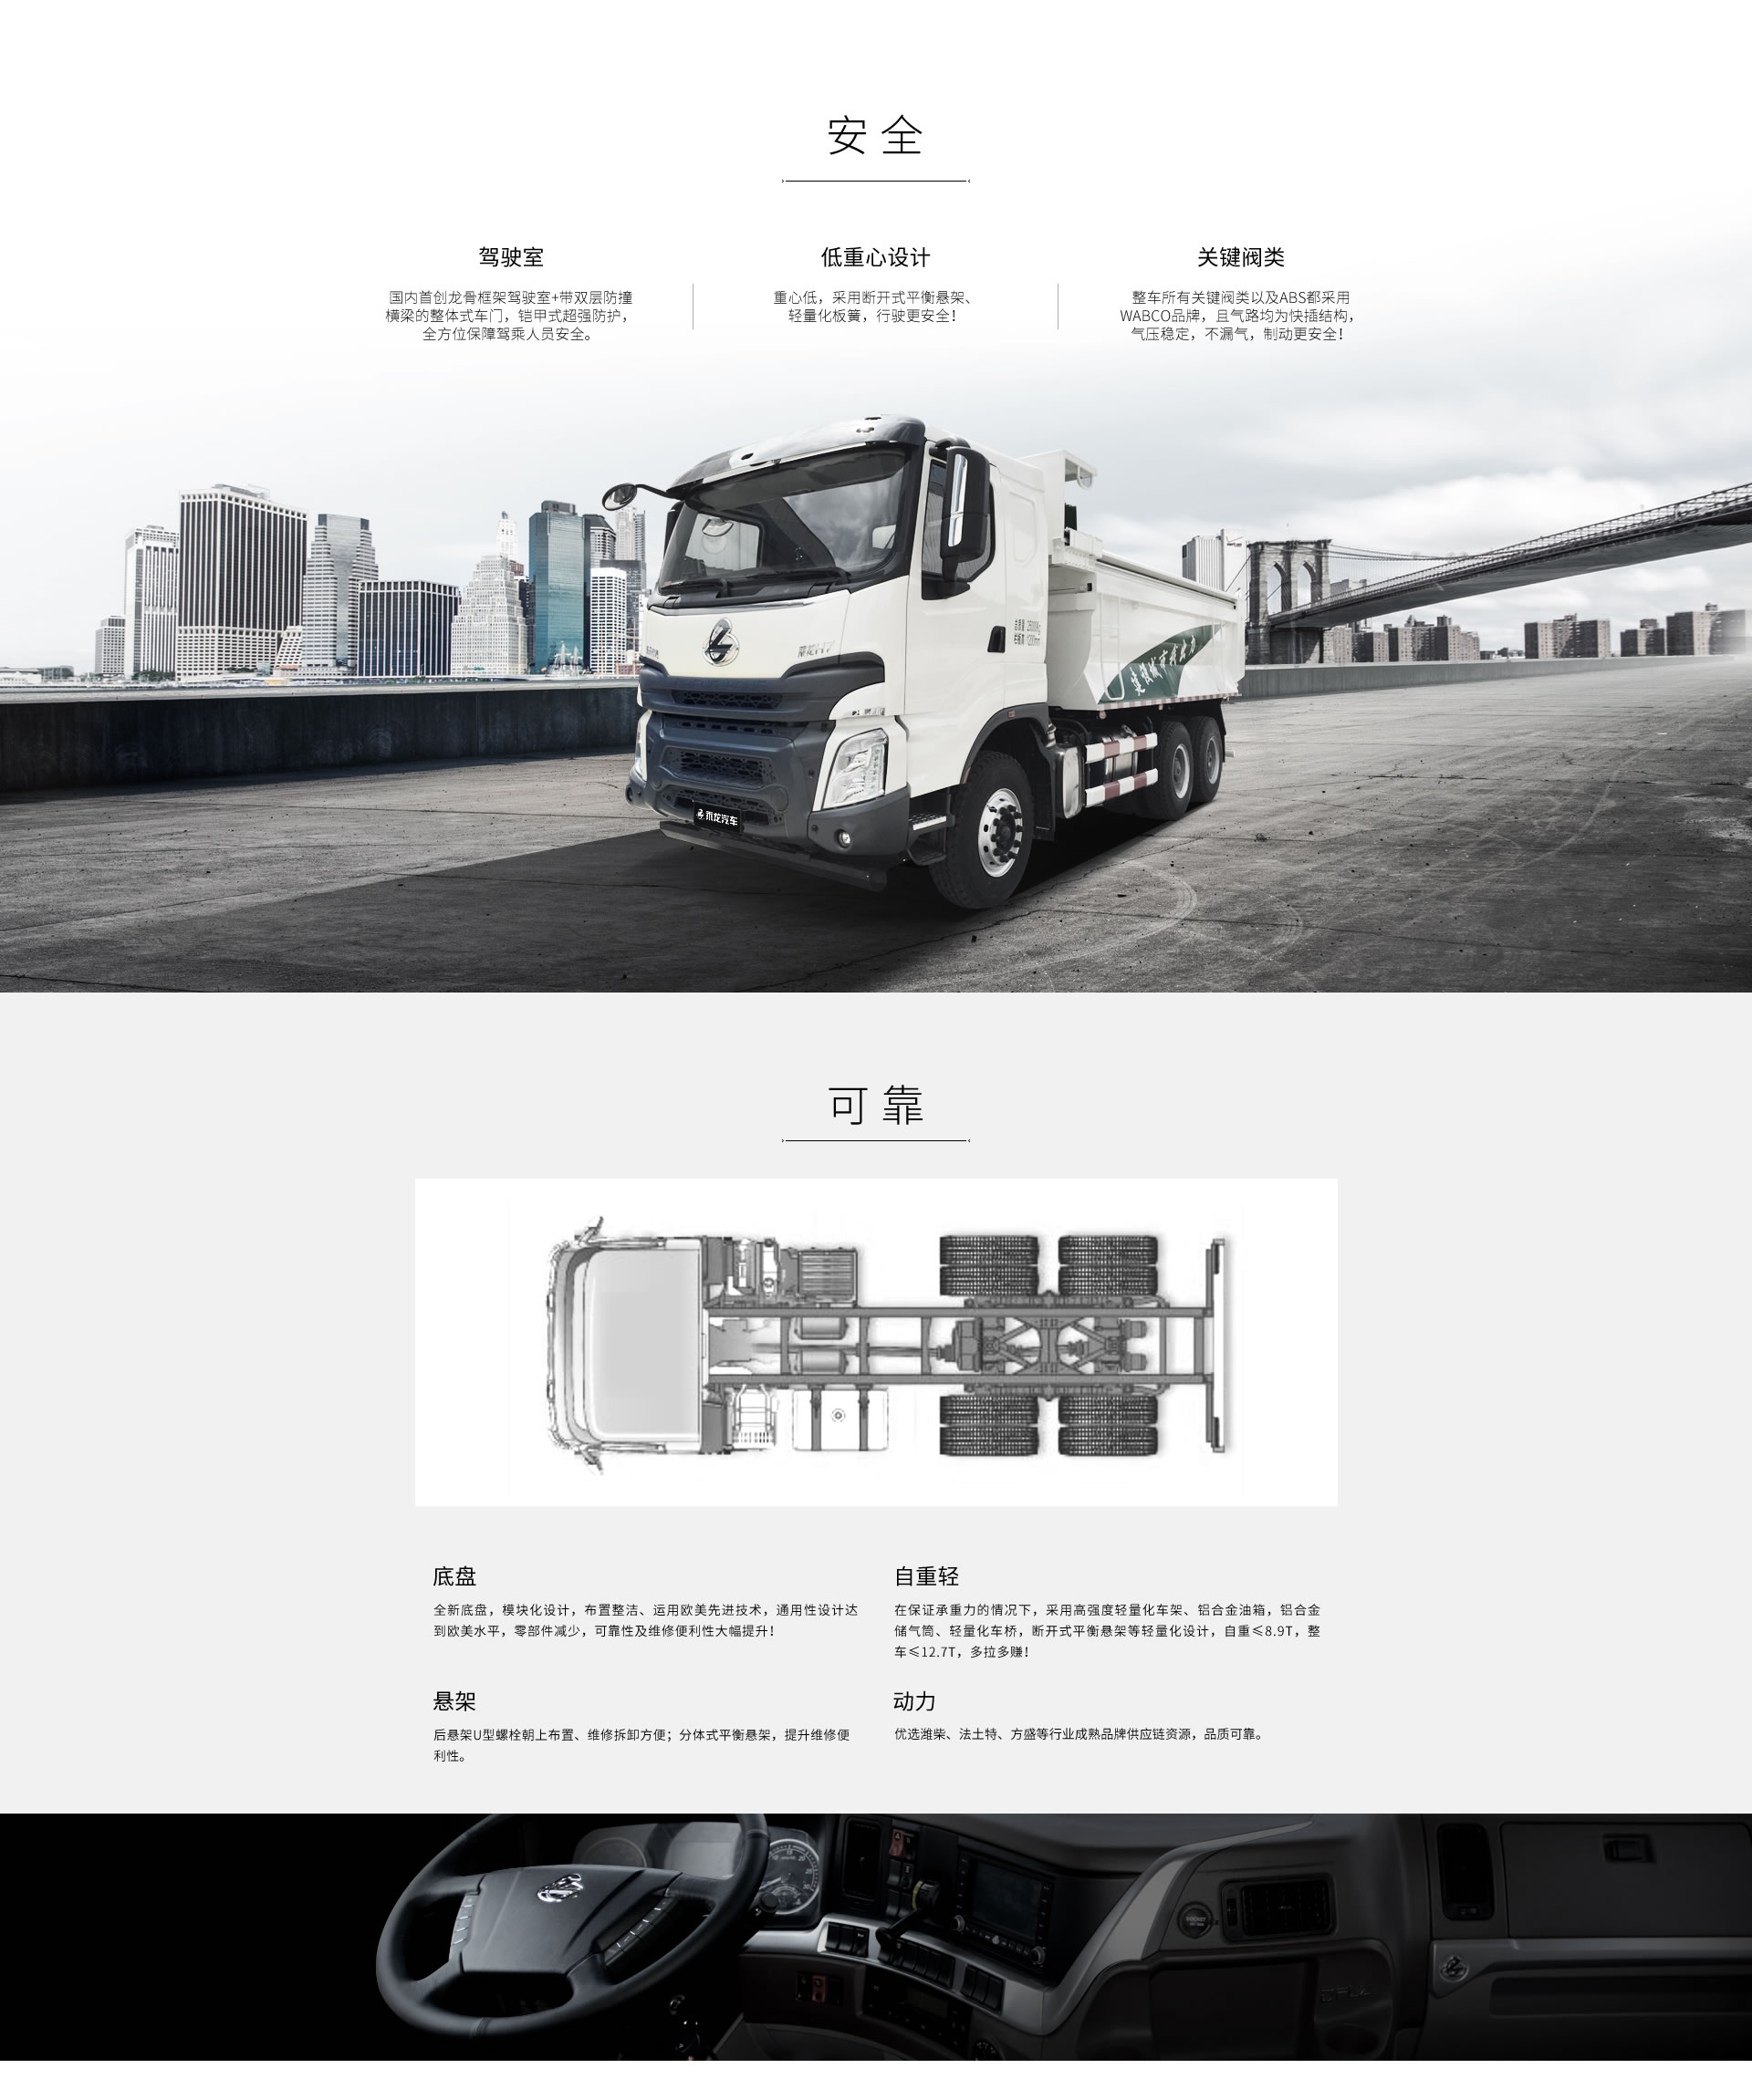 安全
驾驶室
国内首创龙骨框架驾驶室+带双层防撞
横梁的整体式车门，铠甲式超强防护，
全方位保障驾乘人员安全。
低重心设计
重心低，采用断开式平衡悬架、
轻量化板簧，行驶更安全！
关键阀类
整车所有关键阀类以及ABS都采用
WABCO品牌，且气路均为快插结构，
气压稳定，不漏气，制动更安全！
乘龙汽车
可靠
底盘
全新底盘，模块化设计，布置整洁、运用欧美先进技术，通用性设计达
到欧美水平，零部件减少，可靠性及维修便利性大幅提升！
自重轻
在保证承重力的情况下，采用高强度轻量化车架、铝合金油箱，铝合金
储气筒、轻量化车桥，断开式平衡悬架等轻量化设计，自重≤8.9T，整
车≤12.7T，多拉多赚！
悬架
后悬架U型螺栓朝上布置、维修拆卸方便；分体式平衡悬架，提升维修便
利性。
动力
优选潍柴、法士特、方盛等行业成熟品牌供应链资源，品质可靠。